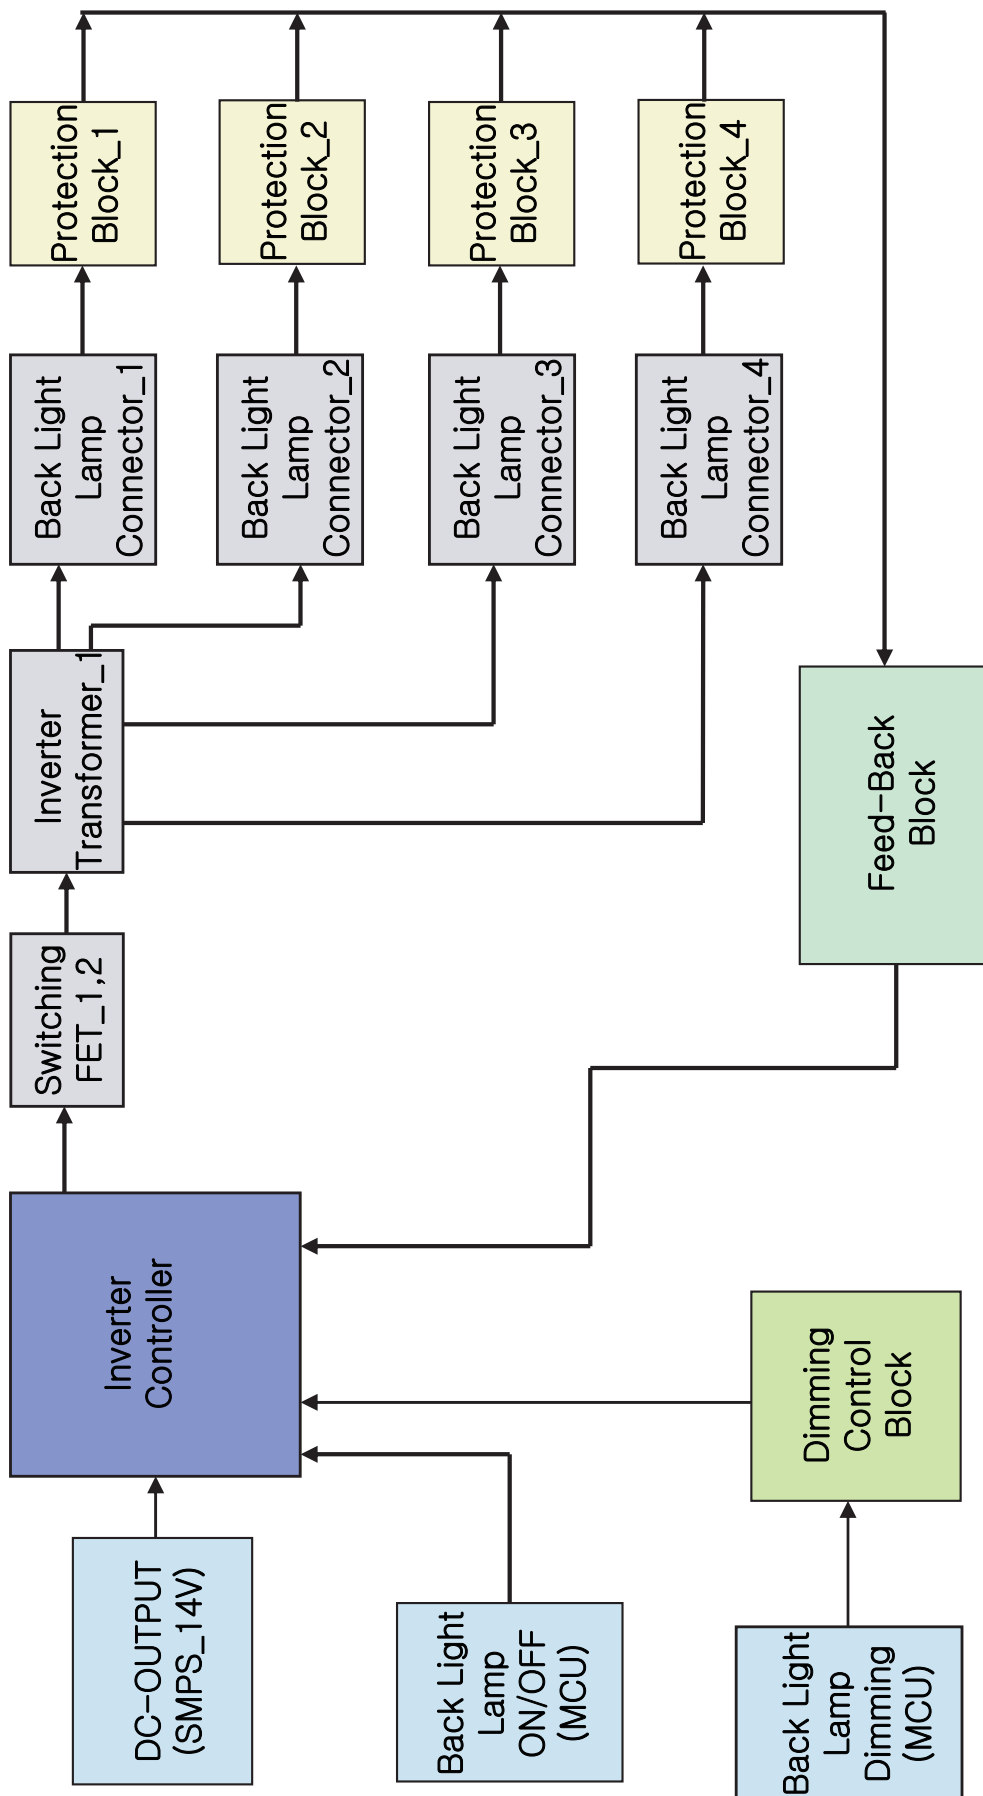 DC-OUTPUT
(SMPS_14V)
Inverter
Controller
Switching
FET_1,2
Inverter
Transformer_1
Back Light
Lamp
Connector_1
Protection
Block_1
Back Light
Lamp
Connector_2
Protection
Block_2
Back Light
Lamp
ON/OFF
(MCU)
Back Light
Lamp
Connector_3
Protection
Block_3
Back Light
Lamp
Connector_4
Protection
Block_4
Back Light
Lamp
Dimming
(MCU)
Dimming
Control
Block
Feed-Back
Block